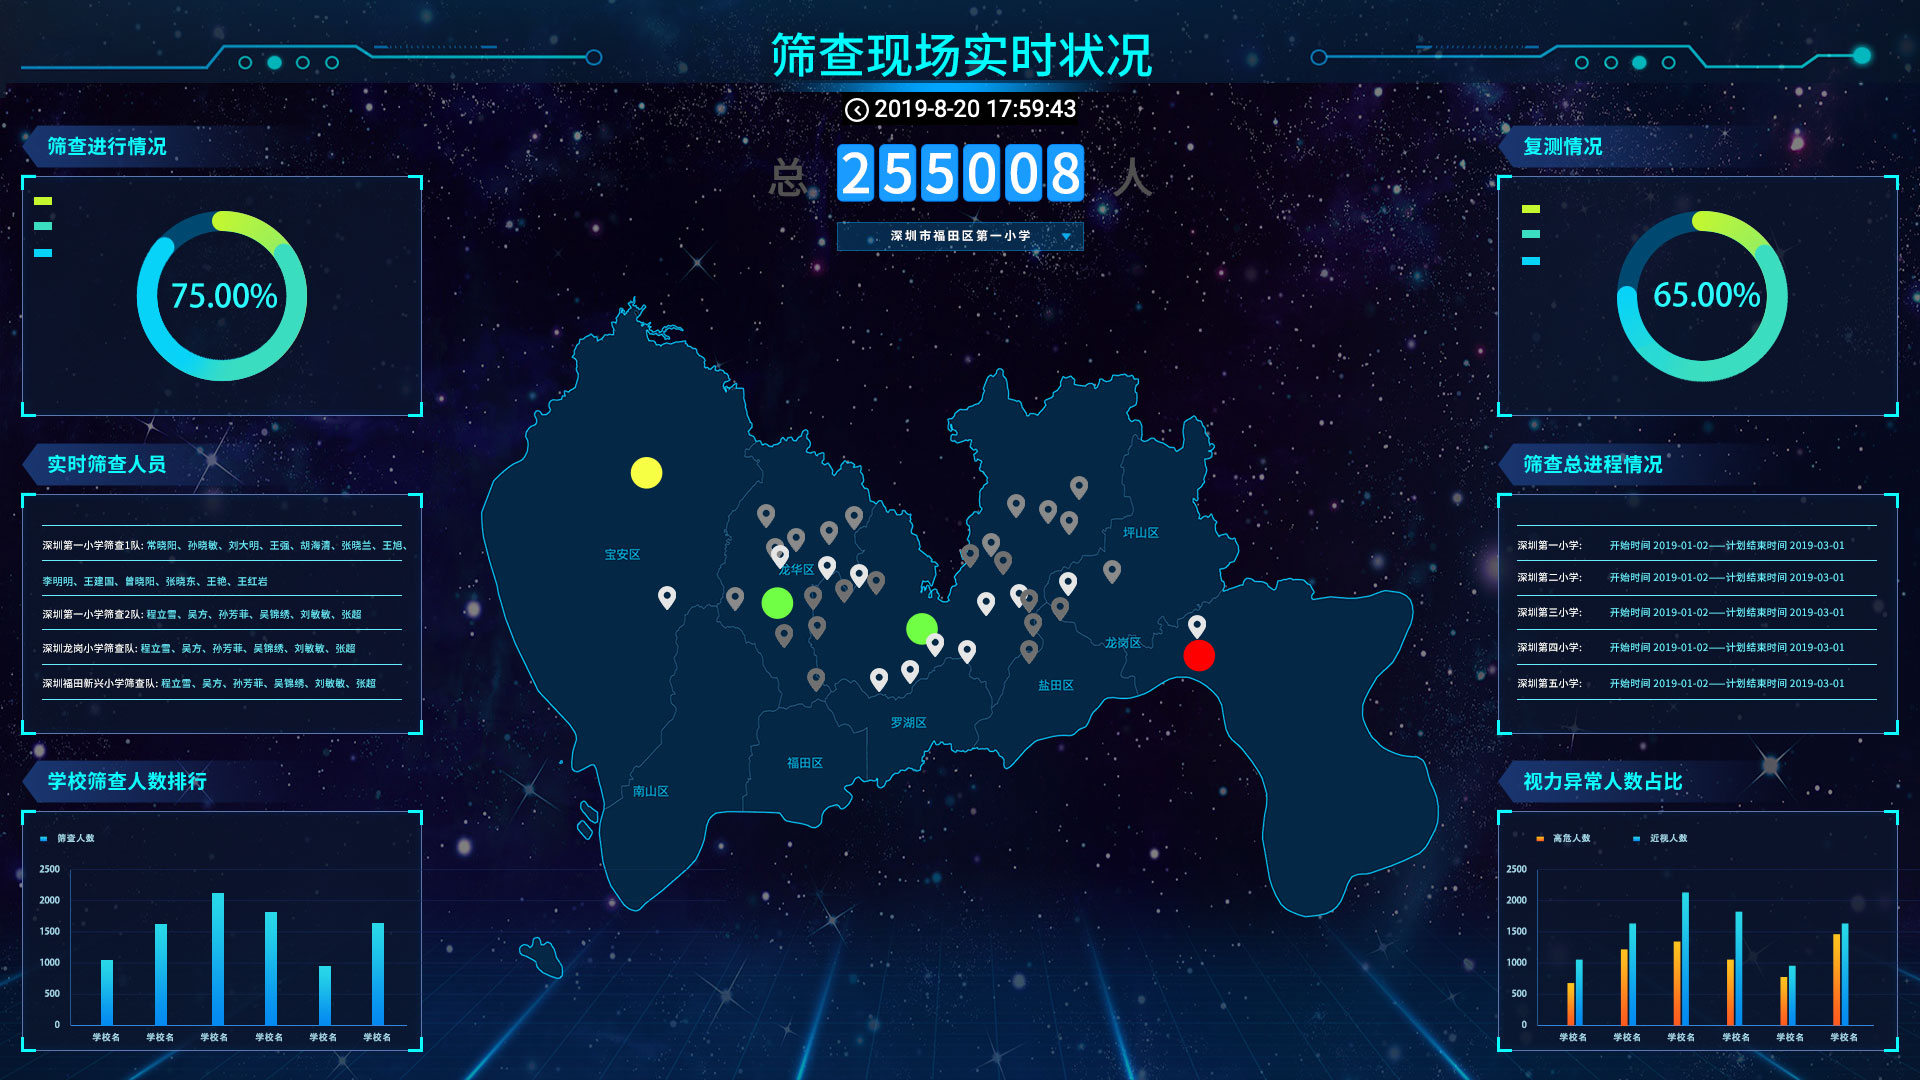 筛查现场实时状况
2019-8-20 17:59:43
总 255008 人
深圳市福田区第一小学
筛查进行情况
75.00%
实时筛查人员
深圳第一小学筛查1队: 常晓阳、孙晓敏、刘大明、王强、胡海清、张晓兰、王旭、
李明明、王建国、曾晓阳、张晓东、王艳、王红岩
深圳第一小学筛查2队: 程立雪、吴方、孙芳菲、吴锦绣、刘敏敏、张超
深圳龙岗小学筛查队: 程立雪、吴方、孙芳菲、吴锦绣、刘敏敏、张超
深圳福田新兴小学筛查队: 程立雪、吴方、孙芳菲、吴锦绣、刘敏敏、张超
学校筛查人数排行
筛查人数
2500
2000
1500
1000
500
0
学校名 学校名 学校名 学校名 学校名 学校名
宝安区
龙华区
坪山区
龙岗区
盐田区
罗湖区
福田区
南山区
复测情况
65.00%
筛查总进程情况
深圳第一小学: 开始时间 2019-01-02——计划结束时间 2019-03-01
深圳第二小学: 开始时间 2019-01-02——计划结束时间 2019-03-01
深圳第三小学: 开始时间 2019-01-02——计划结束时间 2019-03-01
深圳第四小学: 开始时间 2019-01-02——计划结束时间 2019-03-01
深圳第五小学: 开始时间 2019-01-02——计划结束时间 2019-03-01
视力异常人数占比
高危人数 近视人数
2500
2000
1500
1000
500
0
学校名 学校名 学校名 学校名 学校名 学校名